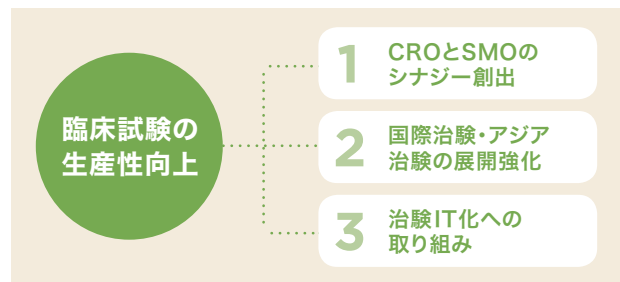 臨床試験の
生産性向上
1
CROとSMOの
シナジー創出
2
国際治験・アジア
治験の展開強化
3
治験IT化への
取り組み